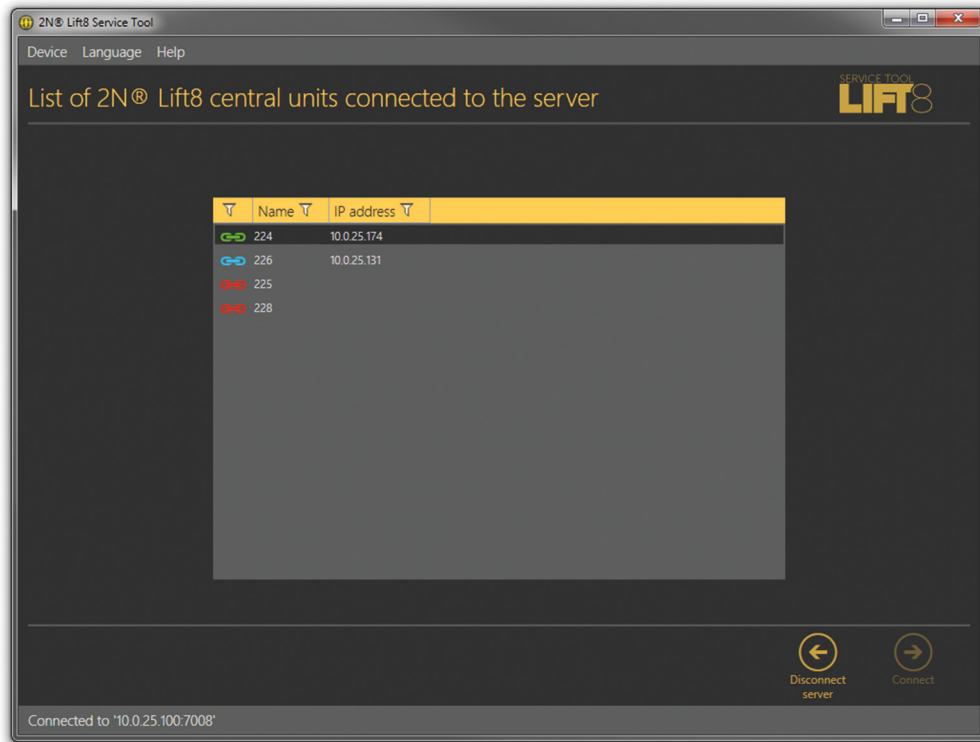 2N® Lift8 Service Tool
Device Language Help
List of 2N® Lift8 central units connected to the server
SERVICE TOOL
LIFT8
Name IP address
224 10.0.25.174
226 10.0.25.131
225
228
Disconnect
server
Connect
Connected to '10.0.25.100:7008'